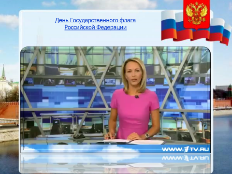 День Государственного флага
Российской Федерации
WWW.1TV.RU